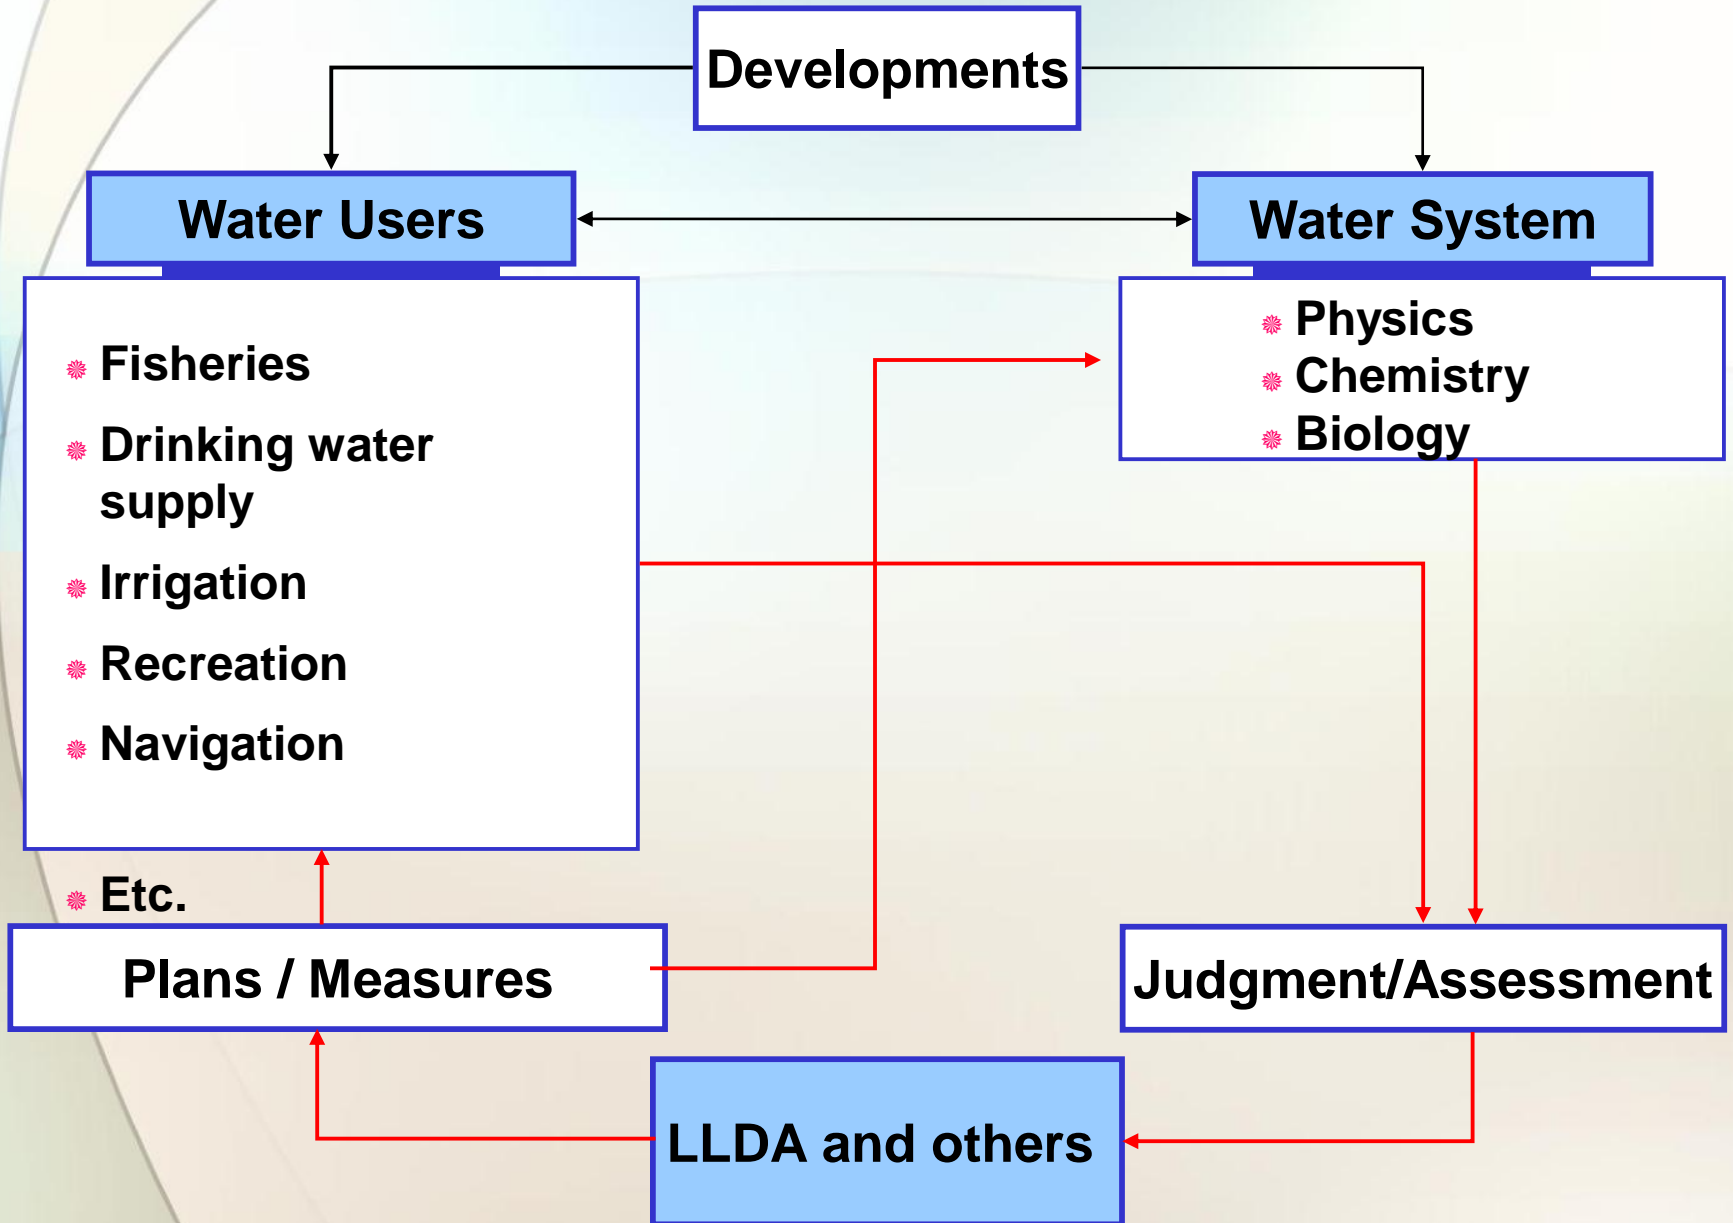 Developments
Water Users
Water System
Fisheries
Drinking water
supply
Irrigation
Recreation
Navigation
Etc.
Physics
Chemistry
Biology
Plans / Measures
Judgment/Assessment
LLDA and others